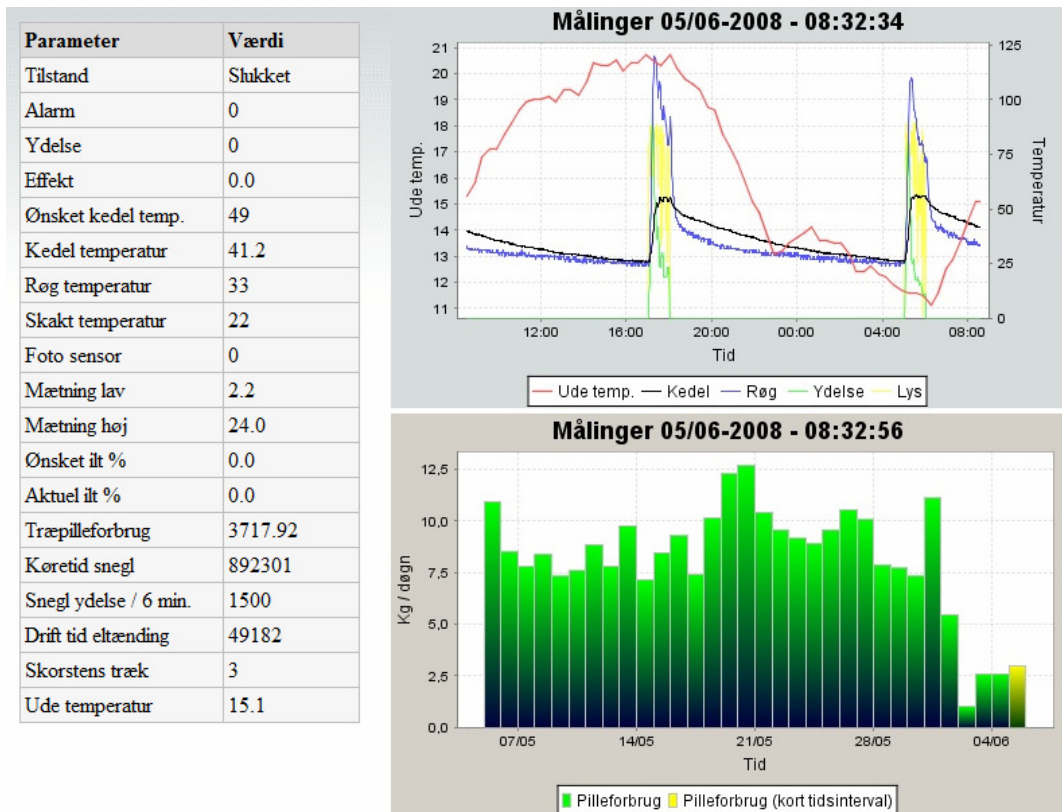 Parameter Værdi
Tilstand Slukket
Alarm 0
Ydelse 0
Effekt 0.0
Ønsket kedel temp. 49
Kedel temperatur 41.2
Røg temperatur 33
Skakt temperatur 22
Foto sensor 0
Mætning lav 2.2
Mætning høj 24.0
Ønsket ilt % 0.0
Aktuel ilt % 0.0
Træpilleforbrug 3717.92
Køretid snegl 892301
Snegl ydelse / 6 min. 1500
Drift tid eltænding 49182
Skorstens træk 3
Ude temperatur 15.1
Målinger 05/06-2008 - 08:32:34
Ude temp.
21
20
19
18
17
16
15
14
13
12
11
125
100
75
50
25
0
Temperatur
12:00 16:00 20:00 00:00 04:00 08:00
Tid
Ude temp. Kedel Røg Ydelse Lys
Målinger 05/06-2008 - 08:32:56
Kg / døgn
12,5
10,0
7,5
5,0
2,5
0,0
07/05 14/05 21/05 28/05 04/06
Tid
Pilleforbrug Pilleforbrug (kort tidsinterval)